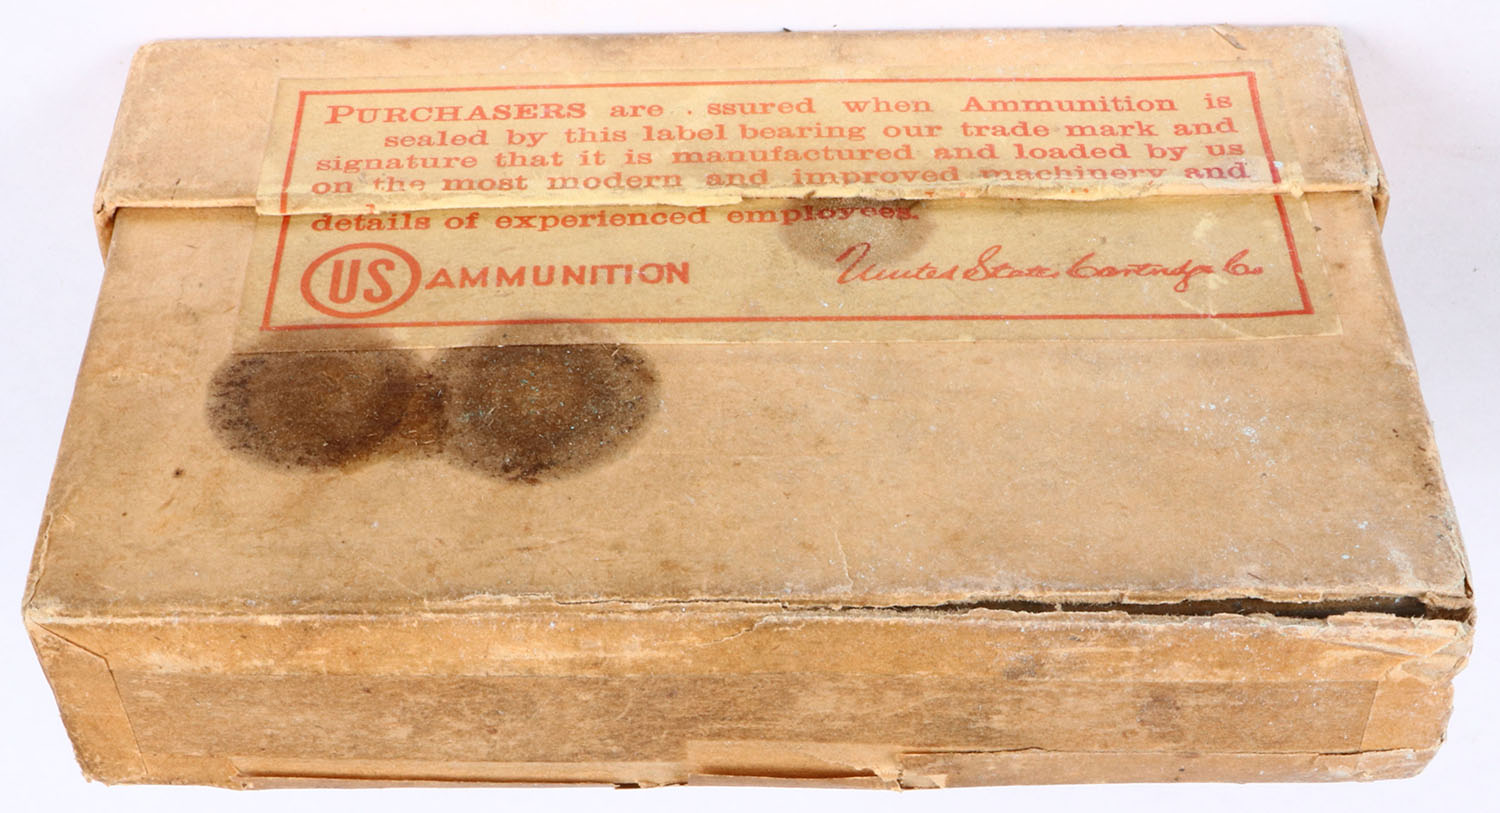 PURCHASERS are . ssured when Ammunition is
sealed by this label bearing our trade mark and
signature that it is manufactured and loaded by us
on the most modern and improved machinery and
details of experienced employees.
US AMMUNITION
United States Cartridge Co